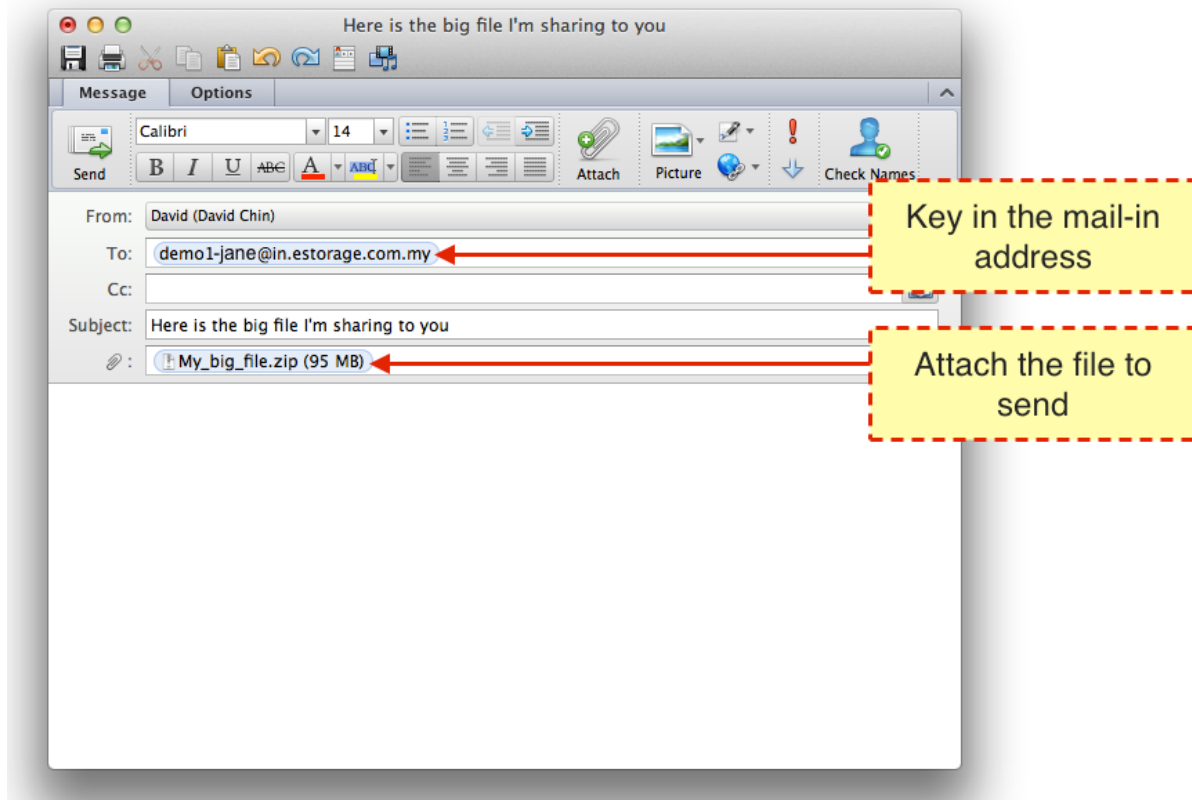 Here is the big file I'm sharing to you
Message Options
Calibri 14
Send B I U ABC A ABC Attach Picture Check Names
From: David (David Chin)
To: demo1-jane@in.estorage.com.my
Key in the mail-in
address
Cc:
Subject: Here is the big file I'm sharing to you
: My_big_file.zip (95 MB)
Attach the file to
send